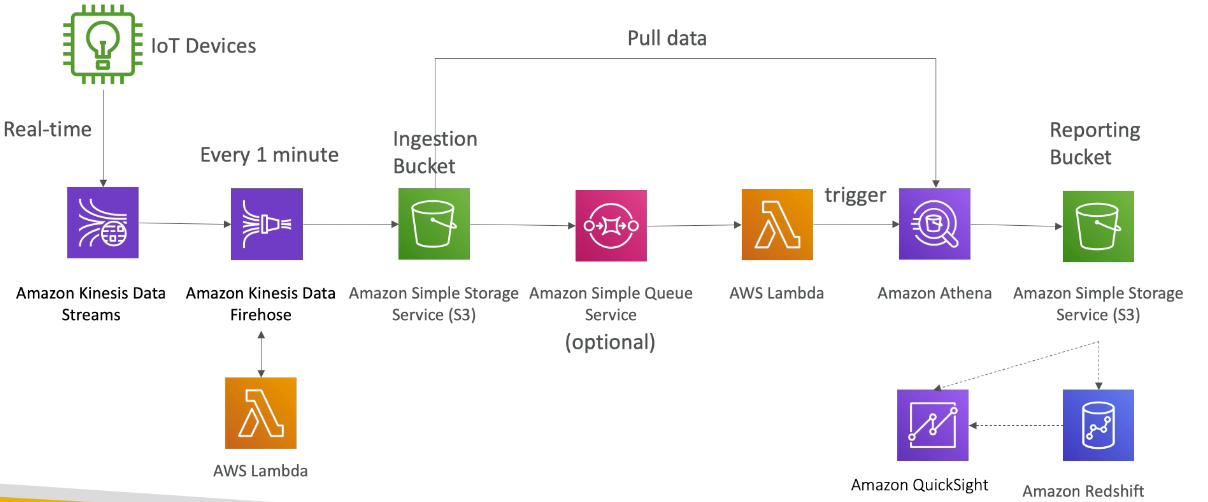 IoT Devices
Pull data
Real-time
Every 1 minute
Ingestion
Bucket
trigger
Reporting
Bucket
Amazon Kinesis Data
Streams
Amazon Kinesis Data
Firehose
Amazon Simple Storage
Service (S3)
Amazon Simple Queue
Service
(optional)
AWS Lambda
Amazon Athena
Amazon Simple Storage
Service (S3)
AWS Lambda
Amazon QuickSight
Amazon Redshift